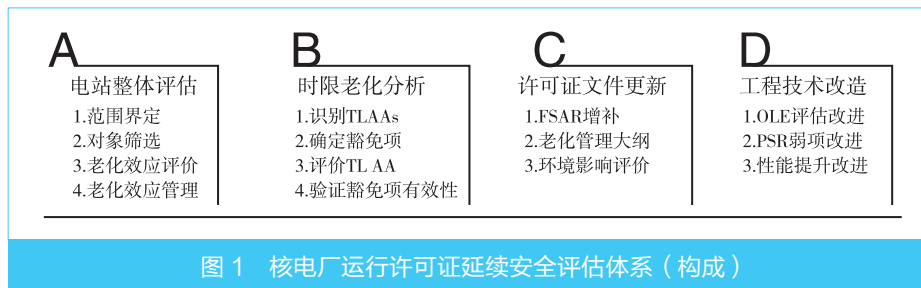 A
电站整体评估
1.范围界定
2.对象筛选
3.老化效应评价
4.老化效应管理
B
时限老化分析
1.识别TLAAs
2.确定豁免项
3.评价TL AA
4.验证豁免项有效性
C
许可证文件更新
1.FSAR增补
2.老化管理大纲
3.环境影响评价
D
工程技术改造
1.OLE评估改进
2.PSR弱项改进
3.性能提升改进
图 1 核电厂运行许可证延续安全评估体系（构成）